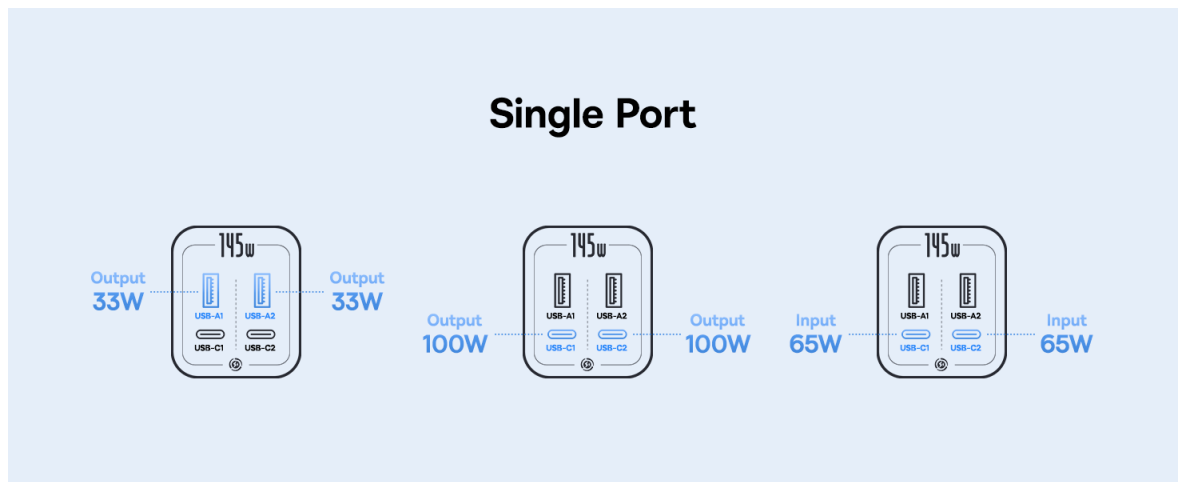 Single Port
145w
Output
33W
Output
33W
USB-A1
USB-A2
USB-C1
USB-C2
145w
Output
100W
Output
100W
USB-A1
USB-A2
USB-C1
USB-C2
145w
Input
65W
Input
65W
USB-A1
USB-A2
USB-C1
USB-C2